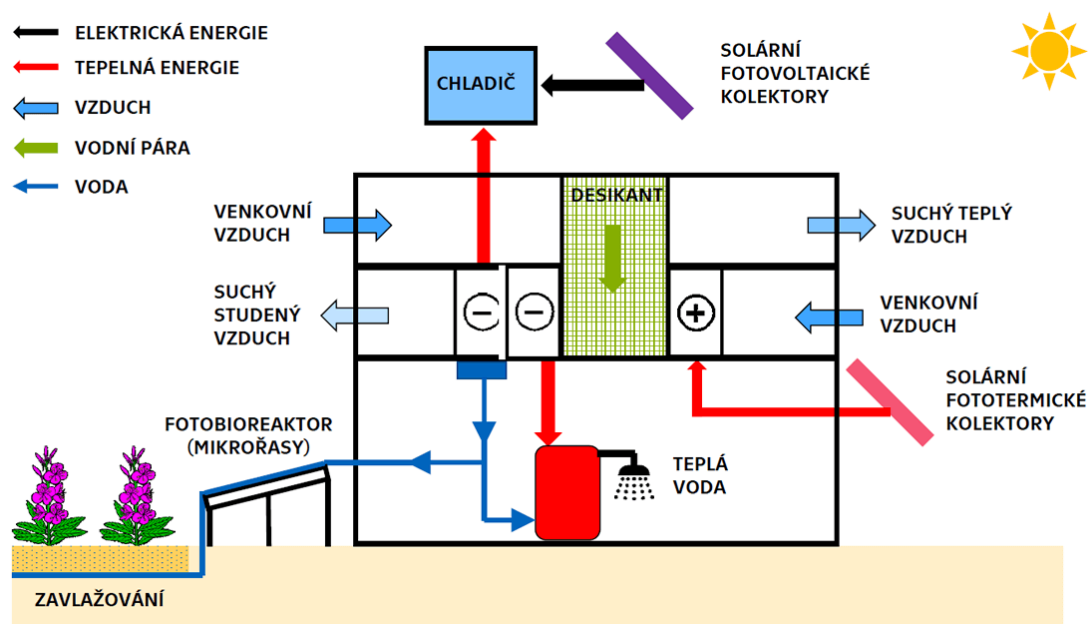 ELEKTRICKÁ ENERGIE
TEPELNÁ ENERGIE
VZDUCH
VODNÍ PÁRA
VODA
CHLADIČ
SOLÁRNÍ
FOTOVOLTAICKÉ
KOLEKTORY
VENKOVNÍ
VZDUCH
DESIKANT
SUCHÝ TEPLÝ
VZDUCH
SUCHÝ
STUDENÝ
VZDUCH
VENKOVNÍ
VZDUCH
SOLÁRNÍ
FOTOTERMICKÉ
KOLEKTORY
FOTOBIOREAKTOR
(MIKROŘASY)
TEPLÁ
VODA
ZAVLAŽOVÁNÍ